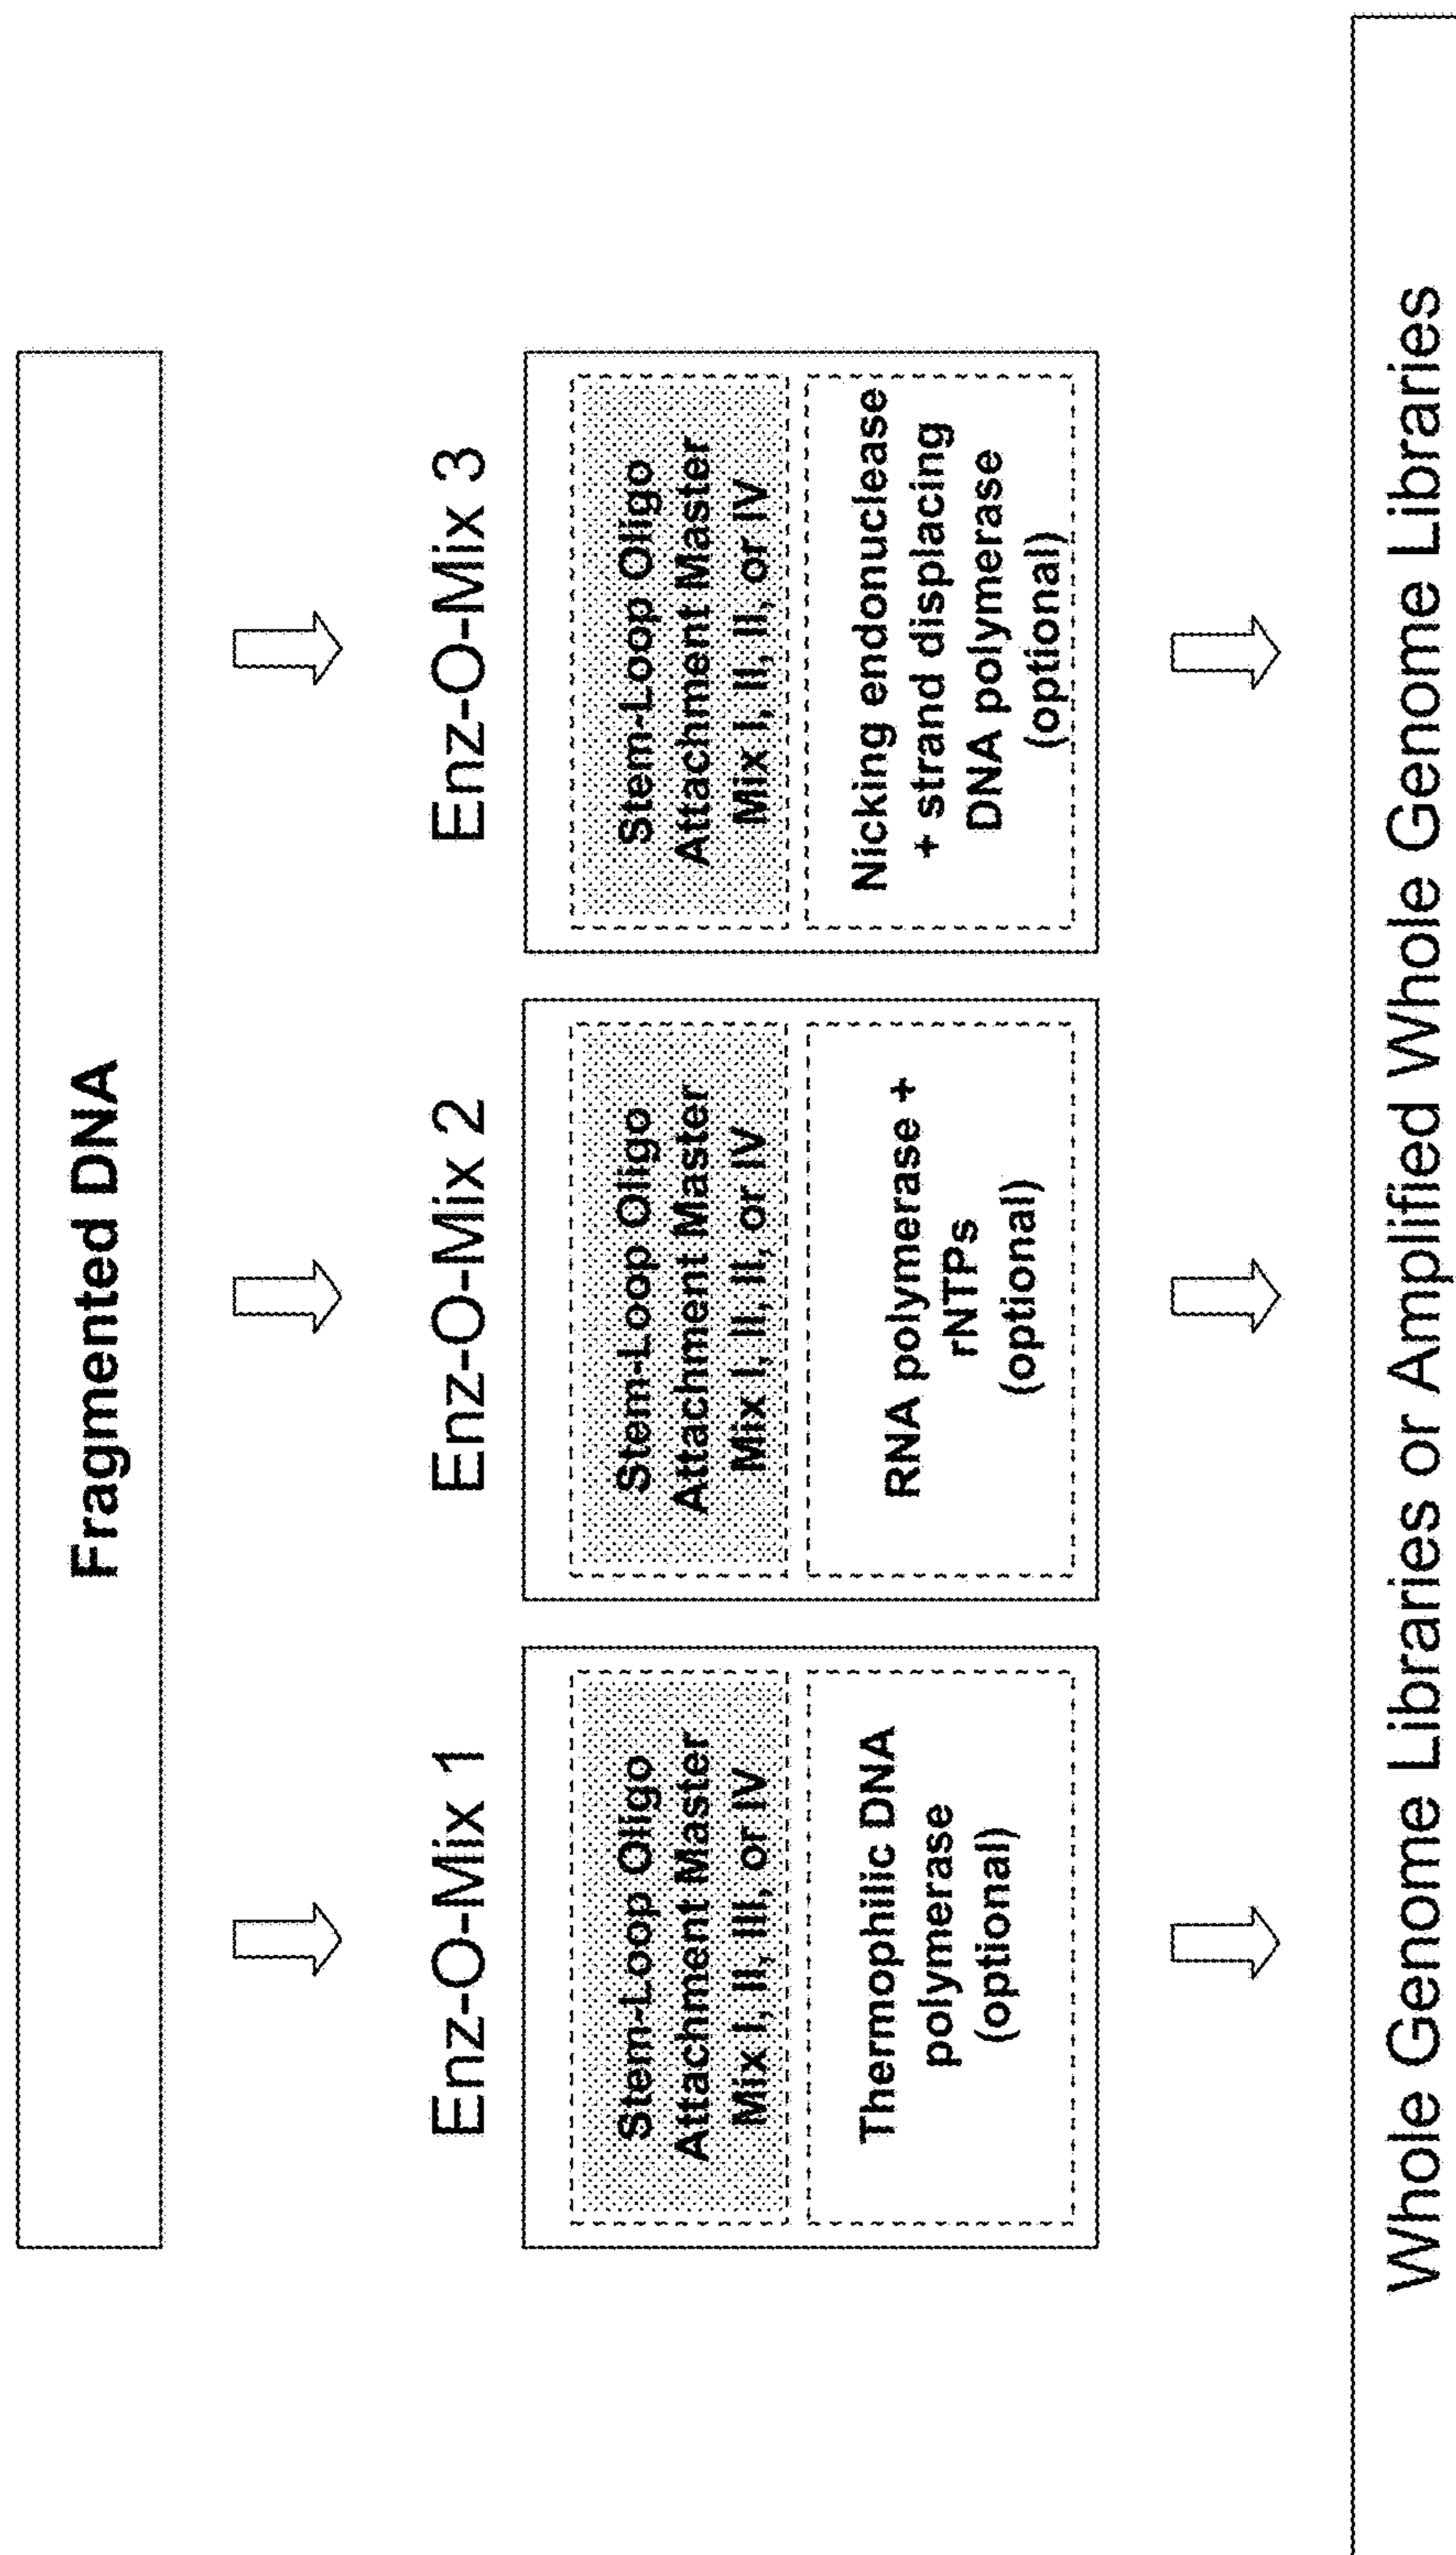 Fragmented DNA
Enz-O-Mix 1
Stem-Loop Oligo
Attachment Master
Mix I, II, III, or IV
Thermophilic DNA
polymerase
(optional)
Enz-O-Mix 2
Stem-Loop Oligo
Attachment Master
Mix I, II, II, or IV
RNA polymerase +
rNTPs
(optional)
Enz-O-Mix 3
Stem-Loop Oligo
Attachment Master
Mix I, II, II, or IV
Nicking endonuclease
+ strand displacing
DNA polymerase
(optional)
Whole Genome Libraries or Amplified Whole Genome Libraries